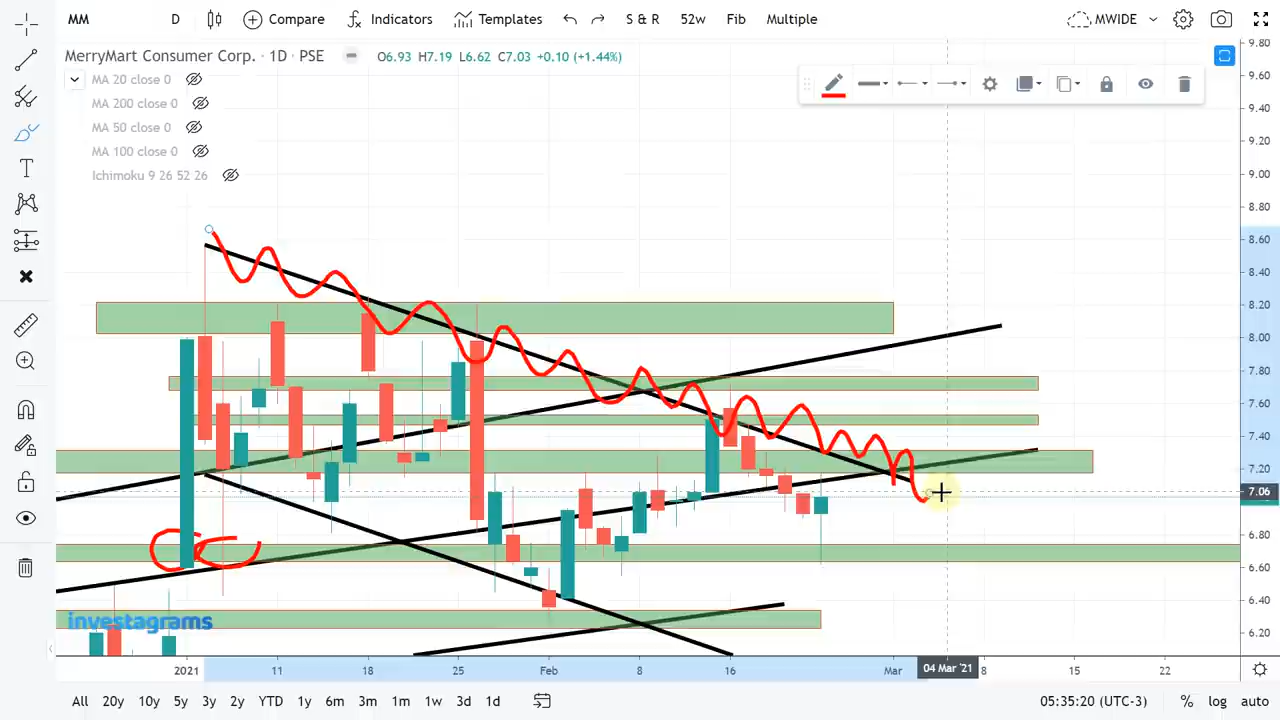 MM D Compare Indicators Templates S & R 52w Fib Multiple MWIDE
MerryMart Consumer Corp. · 1D · PSE O6.93 H7.19 L6.62 C7.03 +0.10 (+1.44%)
MA 20 close 0
MA 200 close 0
MA 50 close 0
MA 100 close 0
Ichimoku 9 26 52 26
9.80
9.60
9.40
9.20
9.00
8.80
8.60
8.40
8.20
8.00
7.80
7.60
7.40
7.20
7.06
6.80
6.60
6.40
6.20
investagrams
2021 11 18 25 Feb 8 16 Mar 04 Mar '21 8 15 22
All 20y 10y 5y 3y 2y YTD 1y 6m 3m 1m 1w 3d 1d 05:35:20 (UTC-3) % log auto